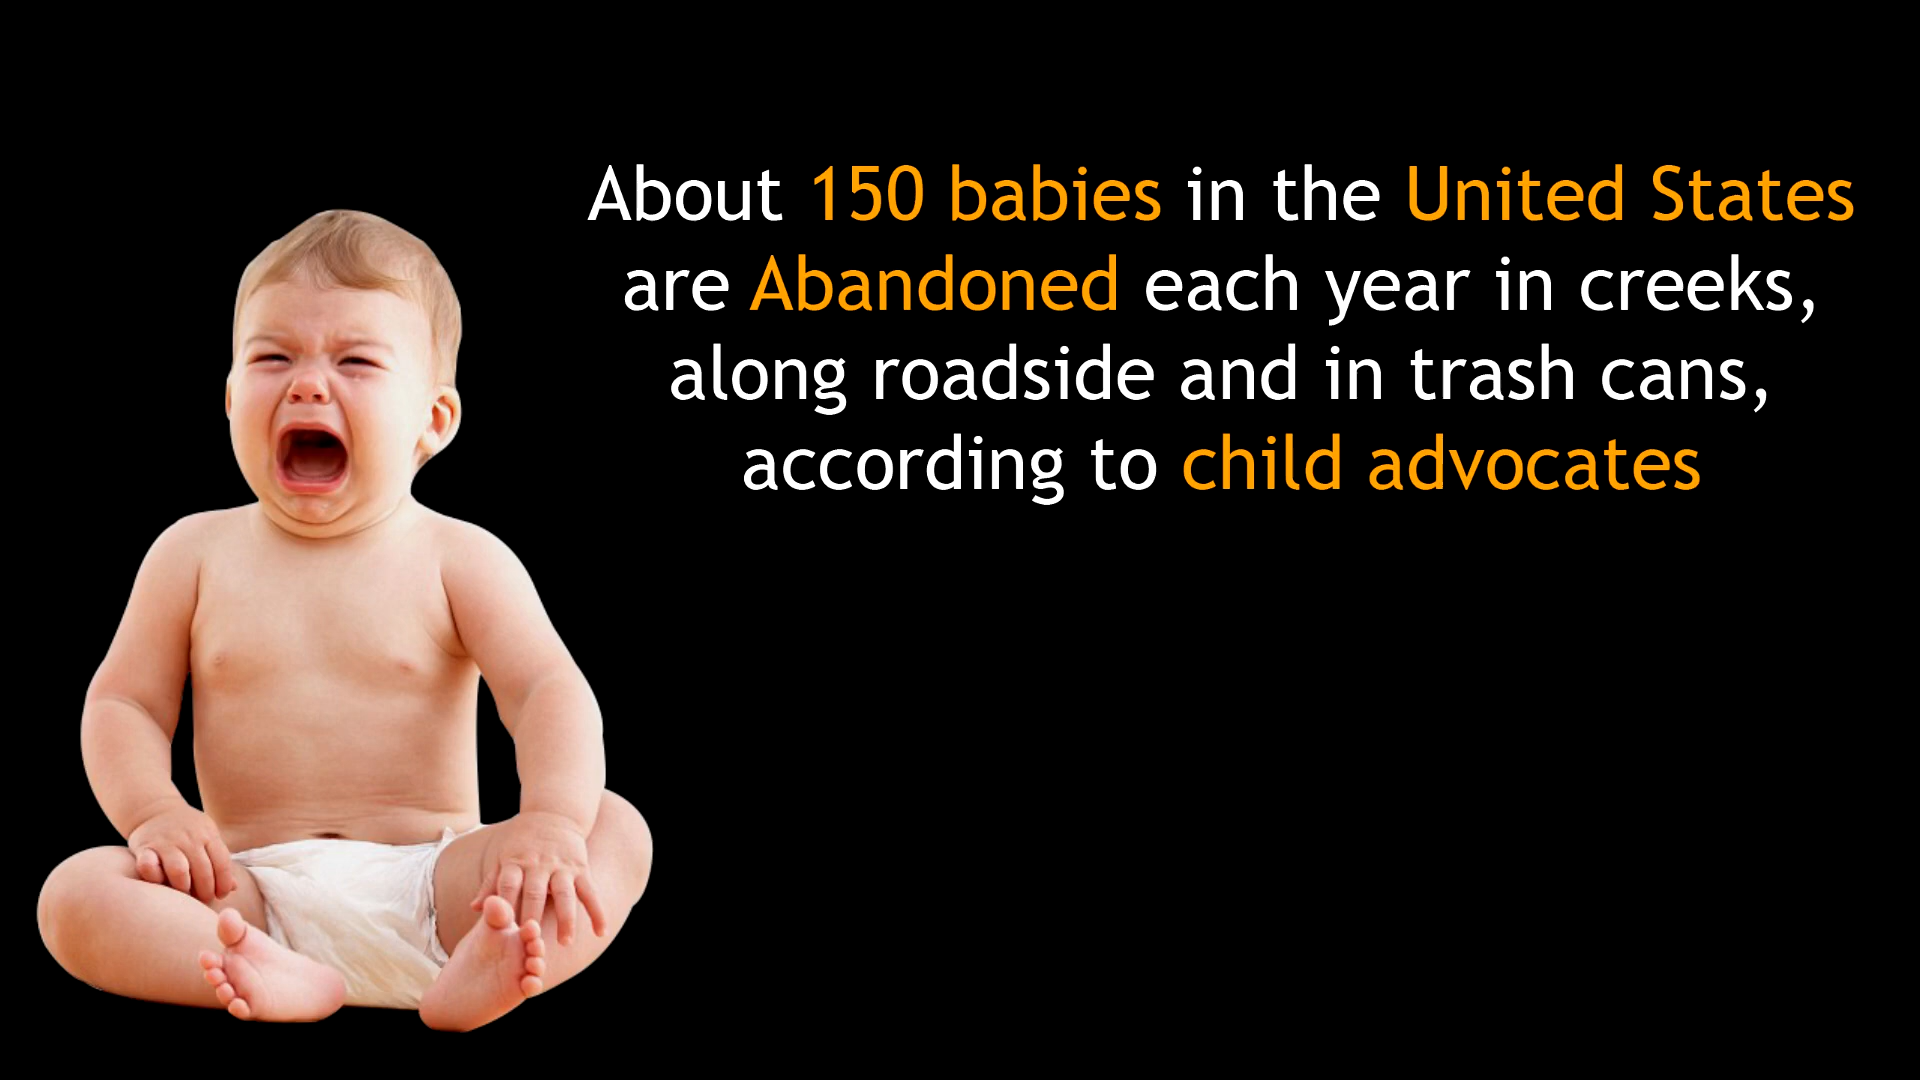 About 150 babies in the United States
are Abandoned each year in creeks,
along roadside and in trash cans,
according to child advocates